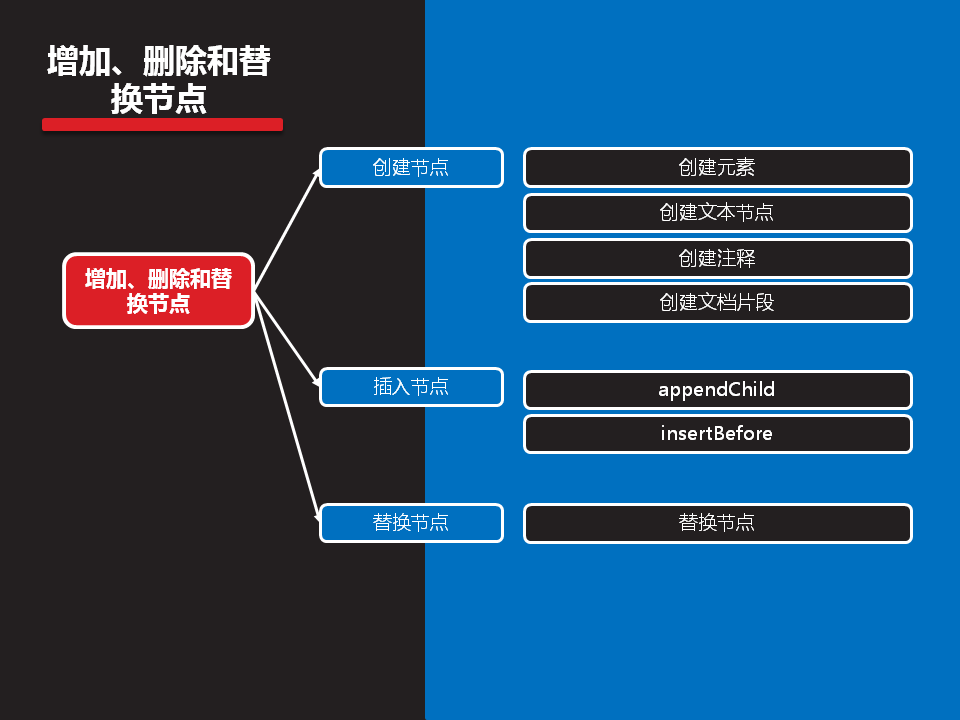 增加、删除和替
换节点
创建节点
创建元素
创建文本节点
创建注释
创建文档片段
增加、删除和替
换节点
插入节点
appendChild
insertBefore
替换节点
替换节点